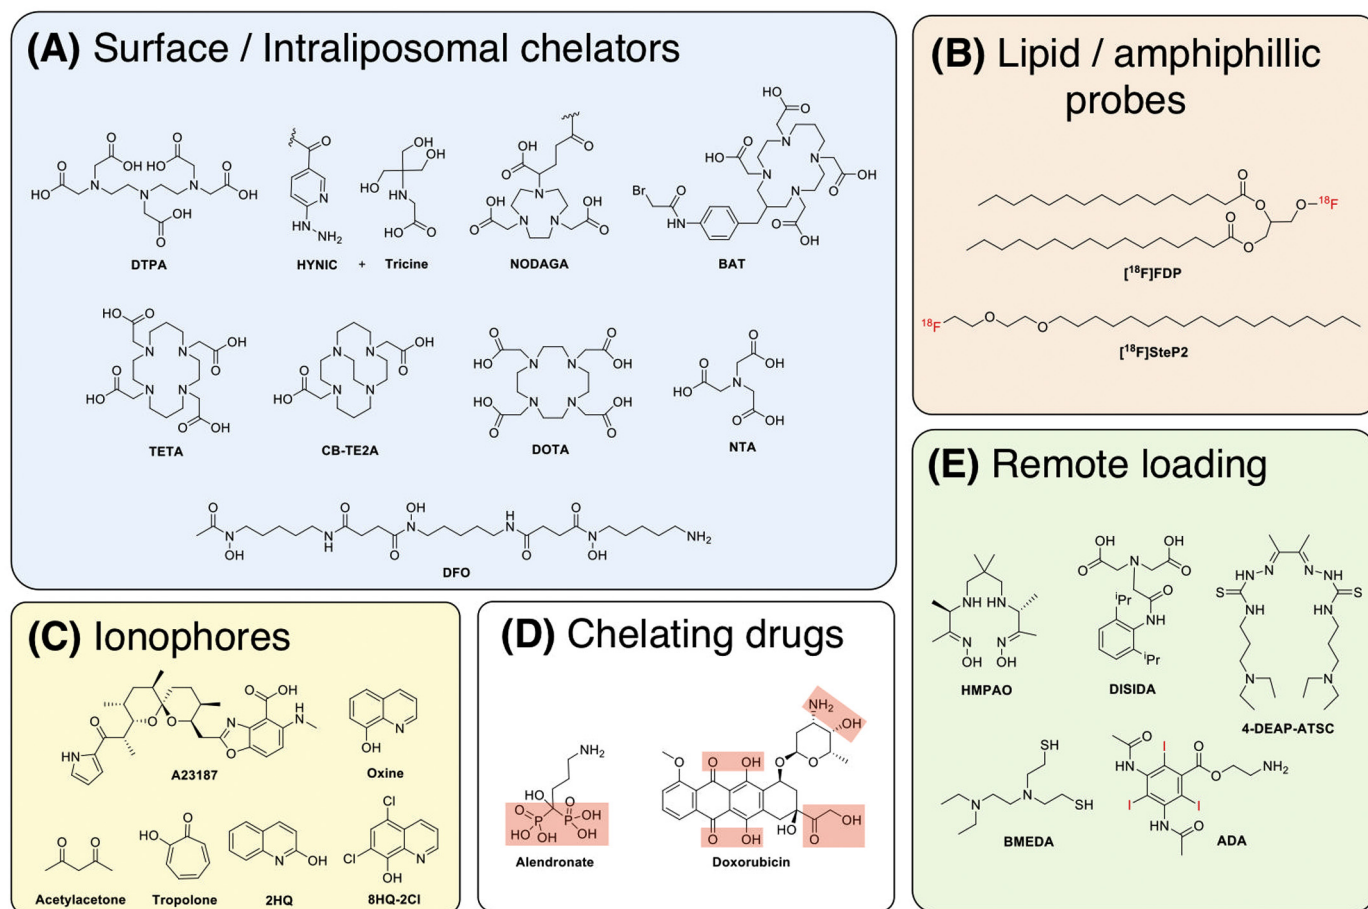 (A) Surface / Intraliposomal chelators
DTPA
HYNIC + Tricine
NODAGA
BAT
TETA
CB-TE2A
DOTA
NTA
DFO
(B) Lipid / amphiphillic
probes
[¹⁸F]FDP
[¹⁸F]SteP2
(C) Ionophores
A23187
Oxine
Acetylacetone
Tropolone
2HQ
8HQ-2Cl
(D) Chelating drugs
Alendronate
Doxorubicin
(E) Remote loading
HMPAO
DISIDA
4-DEAP-ATSC
BMEDA
ADA